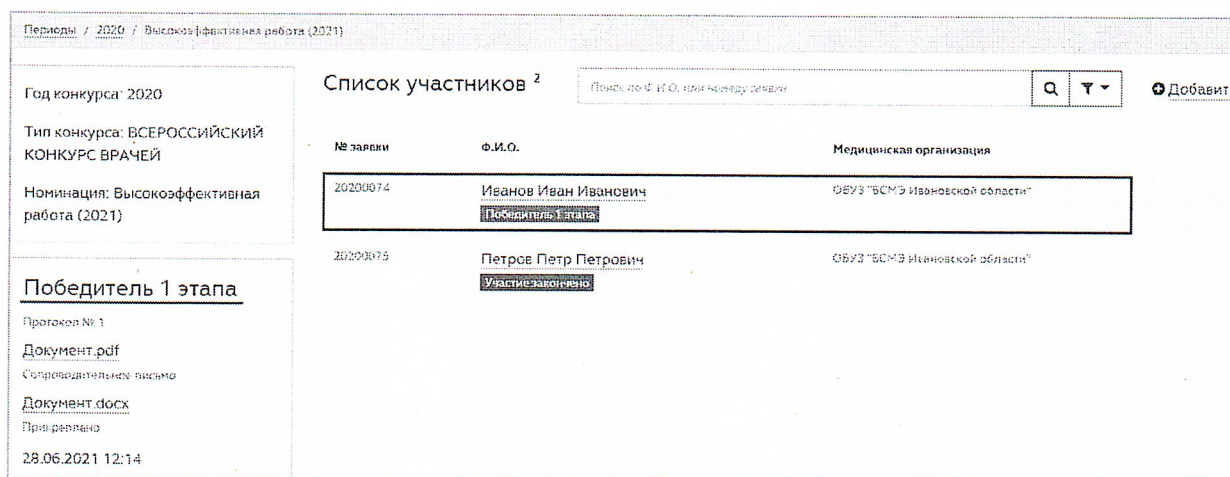 Периоды / 2020 / Высокоэффективная работа (2021)
Год конкурса: 2020
Тип конкурса: ВСЕРОССИЙСКИЙ
КОНКУРС ВРАЧЕЙ
Номинация: Высокоэффективная
работа (2021)
Победитель 1 этапа
Протокол № 1
Документ.pdf
Сопроводительное письмо
Документ.docx
Прикреплено
28.06.2021 12:14
Список участников 2
Поиск по Ф.И.О. или номеру заявки
Добавит
№ заявки Ф.И.О. Медицинская организация
20200074 Иванов Иван Иванович ОБУЗ "БСМЭ Ивановской области"
Победитель 1 этапа
20200075 Петров Петр Петрович ОБУЗ "БСМЭ Ивановской области"
Участие закончено